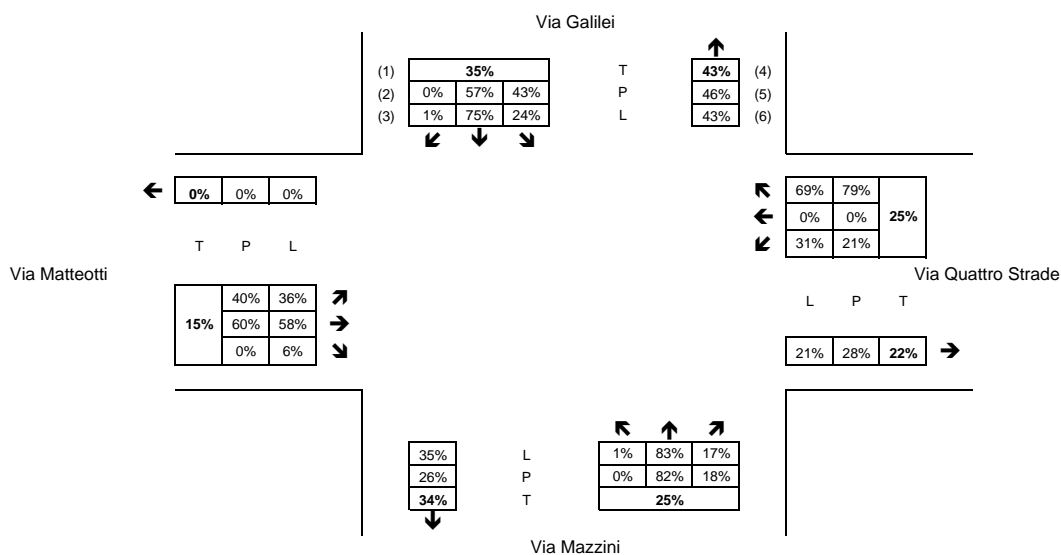 Via Galilei
(1) 35% T 43% (4)
(2) 0% 57% 43% P 46% (5)
(3) 1% 75% 24% L 43% (6)
0% 0% 0%
69% 79%
0% 0% 25%
31% 21%
T P L
Via Matteotti
Via Quattro Strade
40% 36%
15% 60% 58%
0% 6%
L P T
21% 28% 22%
35% L 1% 83% 17%
26% P 0% 82% 18%
34% T 25%
Via Mazzini